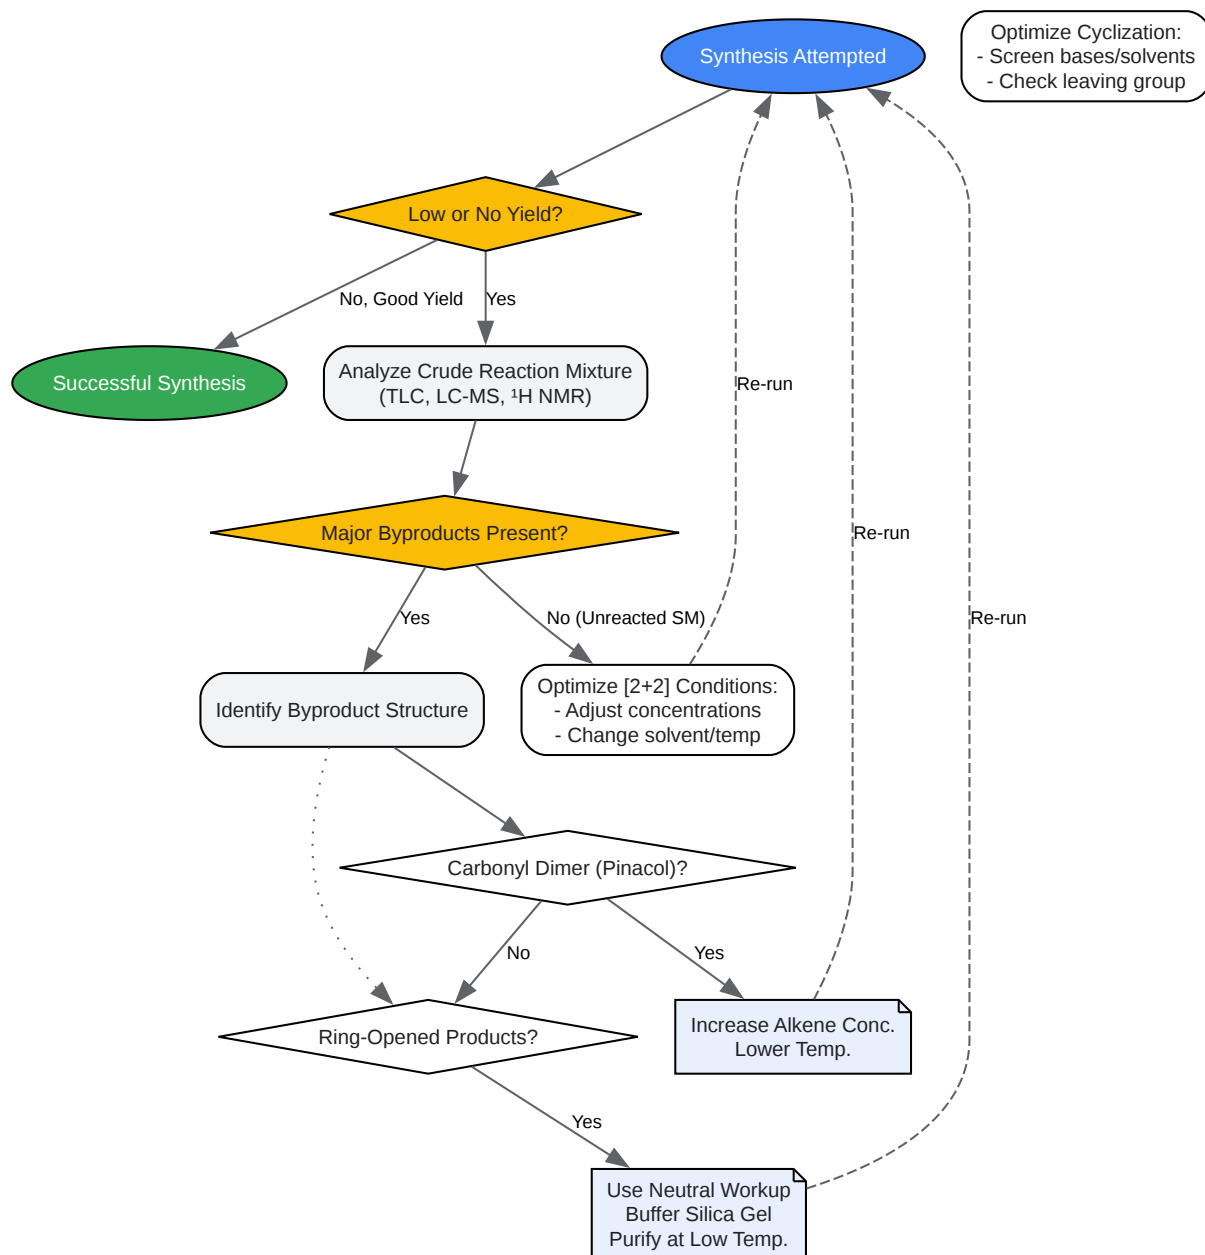 Synthesis Attempted
Optimize Cyclization:
- Screen bases/solvents
- Check leaving group
Low or No Yield?
No, Good Yield
Yes
Successful Synthesis
Analyze Crude Reaction Mixture
(TLC, LC-MS, ¹H NMR)
Re-run
Major Byproducts Present?
Re-run
Yes
No (Unreacted SM)
Re-run
Identify Byproduct Structure
Optimize [2+2] Conditions:
- Adjust concentrations
- Change solvent/temp
Carbonyl Dimer (Pinacol)?
No
Yes
Ring-Opened Products?
Increase Alkene Conc.
Lower Temp.
Yes
Use Neutral Workup
Buffer Silica Gel
Purify at Low Temp.